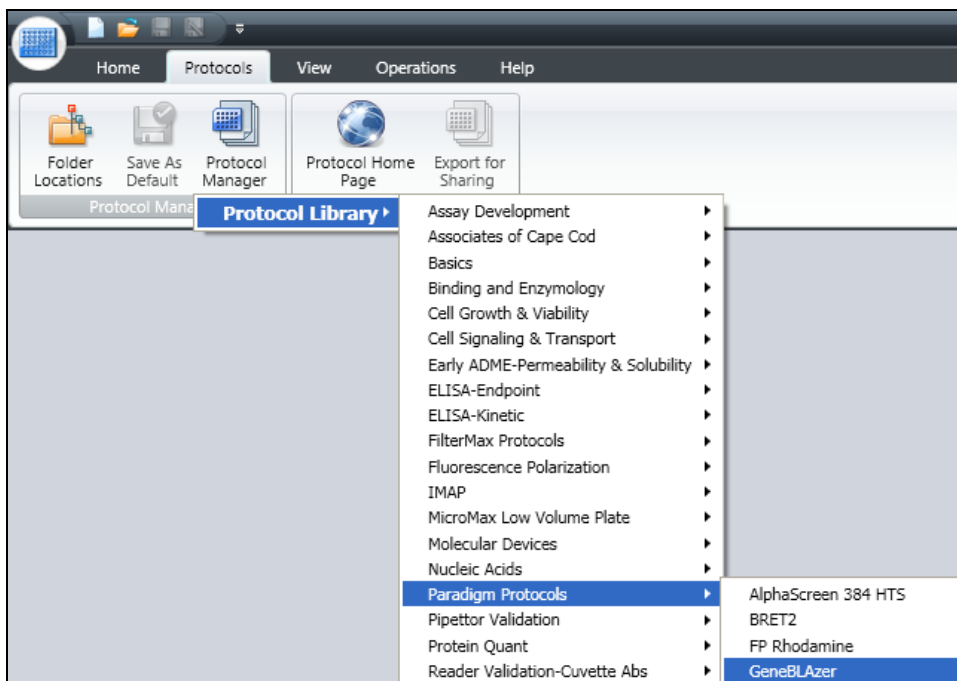 Home Protocols View Operations Help
Folder Locations
Save As Default
Protocol Manager
Protocol Home Page
Export for Sharing
Protocol Mana
Protocol Library
Assay Development
Associates of Cape Cod
Basics
Binding and Enzymology
Cell Growth & Viability
Cell Signaling & Transport
Early ADME-Permeability & Solubility
ELISA-Endpoint
ELISA-Kinetic
FilterMax Protocols
Fluorescence Polarization
IMAP
MicroMax Low Volume Plate
Molecular Devices
Nucleic Acids
Paradigm Protocols
Pipettor Validation
Protein Quant
Reader Validation-Cuvette Abs
AlphaScreen 384 HTS
BRET2
FP Rhodamine
GeneBLAzer